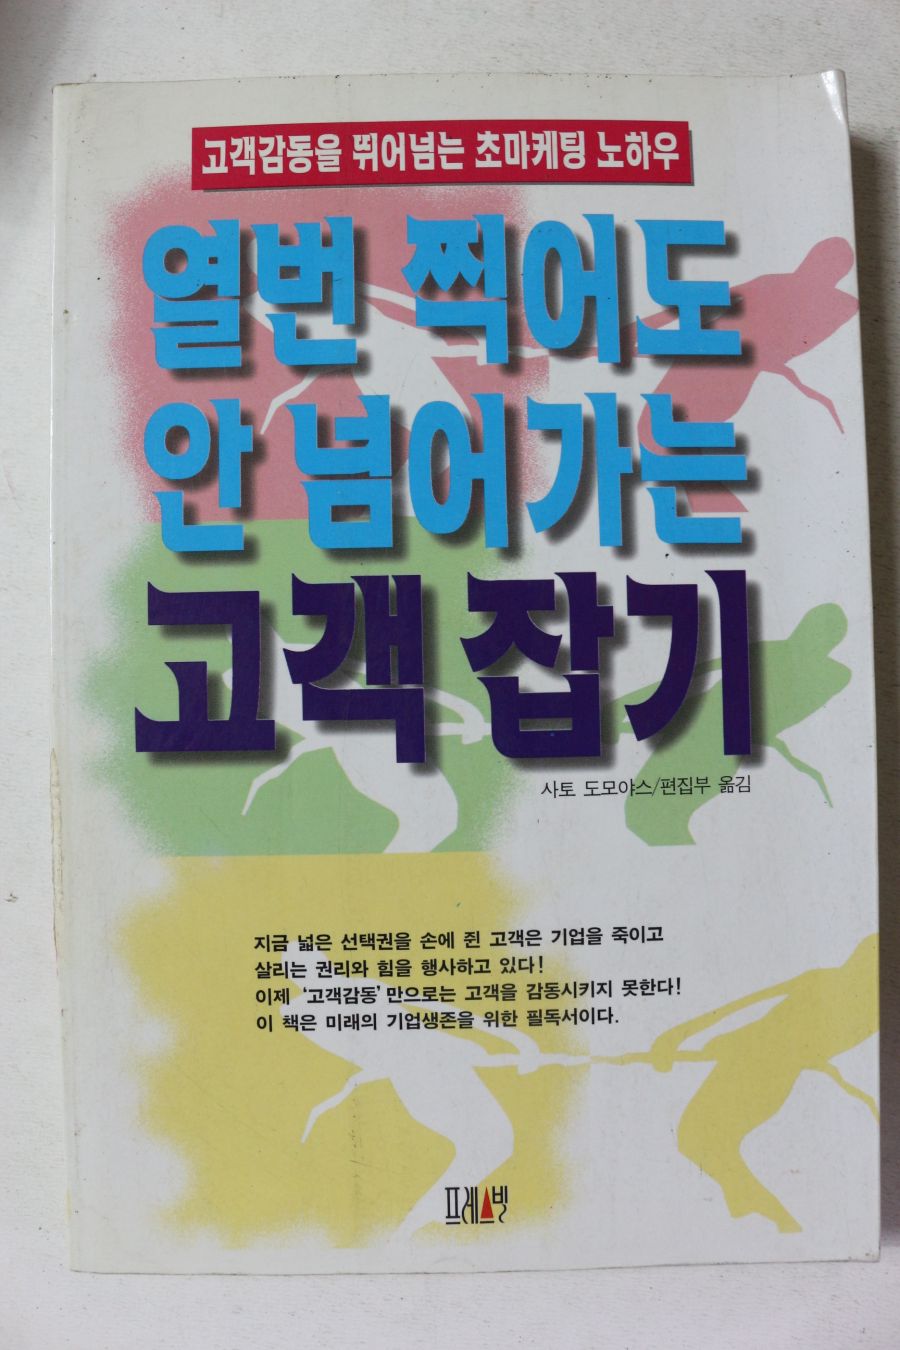 고객감동을 뛰어넘는 초마케팅 노하우
열번 찍어도
안 넘어가는
고객 잡기
사토 도모야스/편집부 옮김
지금 넓은 선택권을 손에 쥔 고객은 기업을 죽이고
살리는 권리와 힘을 행사하고 있다!
이제 '고객감동' 만으로는 고객을 감동시키지 못한다!
이 책은 미래의 기업생존을 위한 필독서이다.
프레스빌